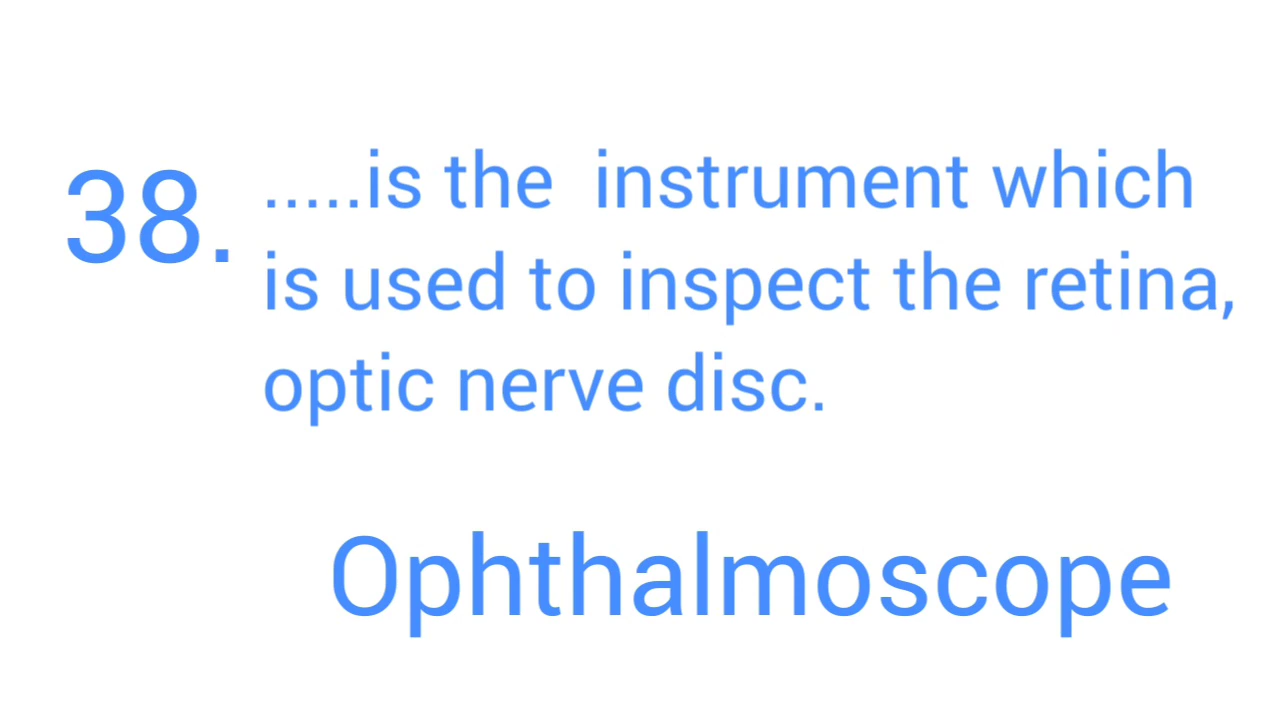 38. .....is the  instrument which
is used to inspect the retina,
optic nerve disc.
Ophthalmoscope